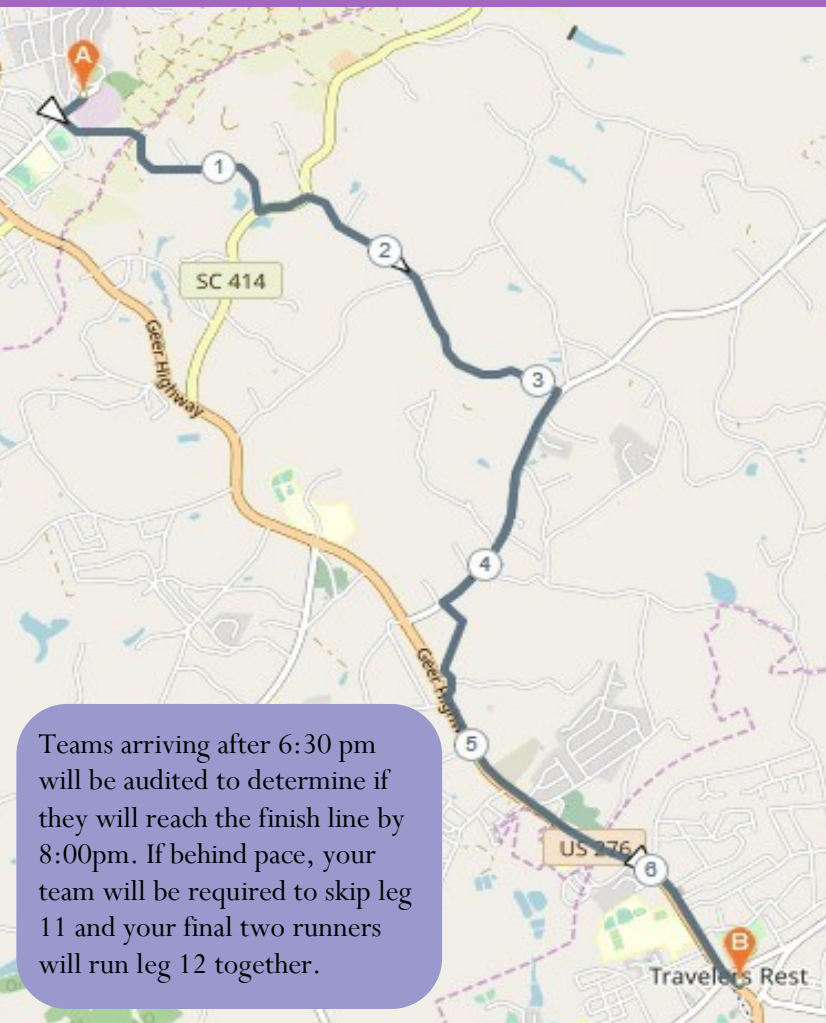 A
1
2
SC 414
3
Geer Highway
4
Geer High
5
Teams arriving after 6:30 pm
will be audited to determine if
they will reach the finish line by
8:00pm. If behind pace, your
team will be required to skip leg
11 and your final two runners
will run leg 12 together.
US 276
6
B
Travelers Rest